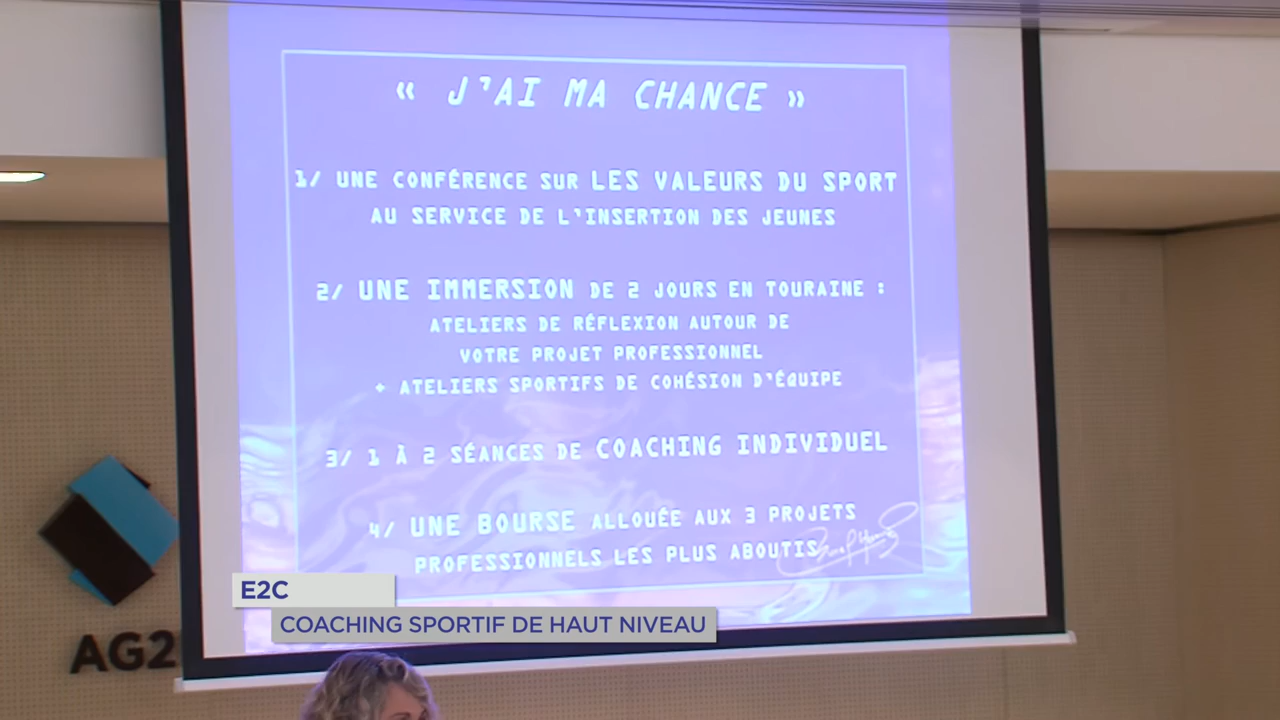 « J'AI MA CHANCE »
1/ UNE CONFÉRENCE SUR LES VALEURS DU SPORT
AU SERVICE DE L'INSERTION DES JEUNES
2/ UNE IMMERSION DE 2 JOURS EN TOURAINE :
ATELIERS DE RÉFLEXION AUTOUR DE
VOTRE PROJET PROFESSIONNEL
+ ATELIERS SPORTIFS DE COHÉSION D'ÉQUIPE
3/ 1 À 2 SÉANCES DE COACHING INDIVIDUEL
4/ UNE BOURSE ALLOUÉE AUX 3 PROJETS
PROFESSIONNELS LES PLUS ABOUTIS
E2C
COACHING SPORTIF DE HAUT NIVEAU
AG2